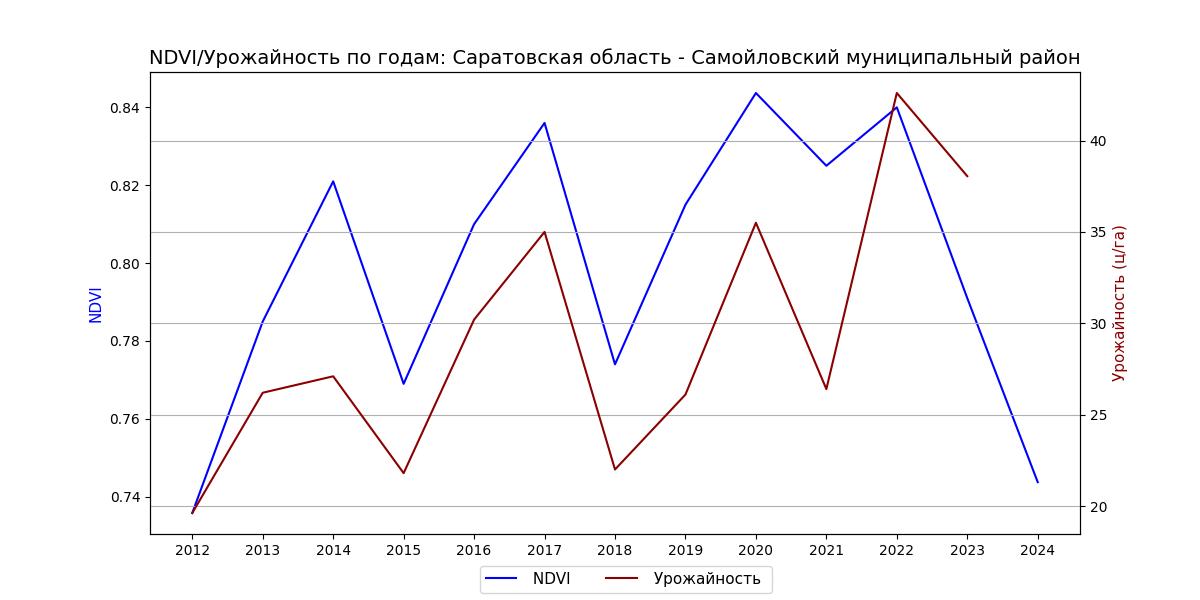 NDVI/Урожайность по годам: Саратовская область - Самойловский муниципальный район
0.84
0.82
0.80
0.78
0.76
0.74
NDVI
40
35
30
25
20
Урожайность (ц/га)
2012 2013 2014 2015 2016 2017 2018 2019 2020 2021 2022 2023 2024
NDVI Урожайность